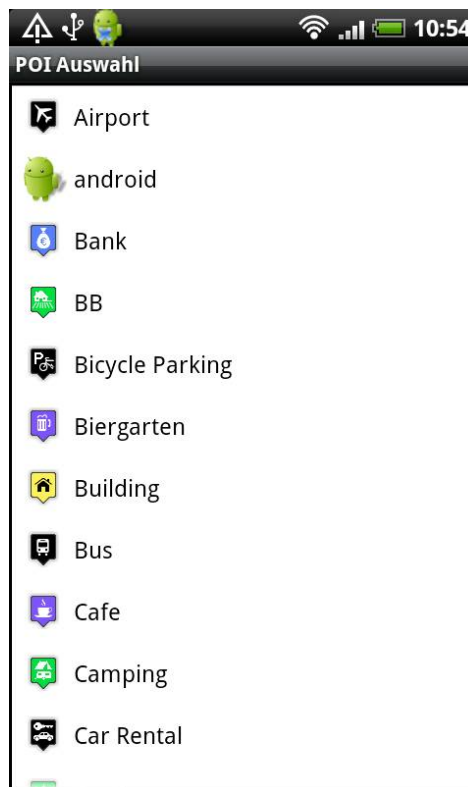 10:54
POI Auswahl
Airport
android
Bank
BB
Bicycle Parking
Biergarten
Building
Bus
Cafe
Camping
Car Rental